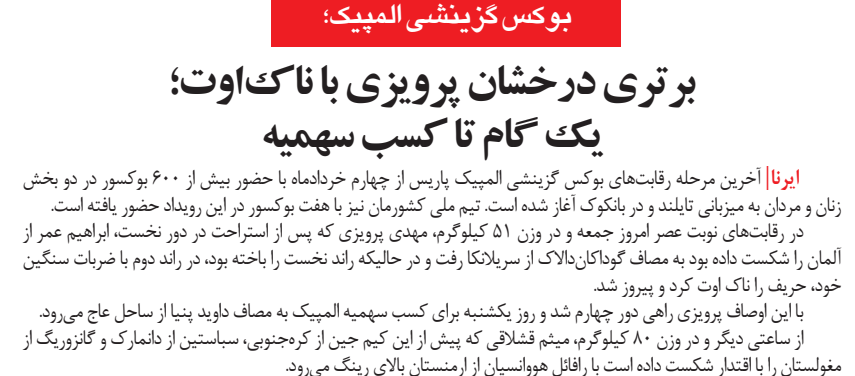 بوکس گزینشی المپیک؛
برتری درخشان پرویزی با ناک‌اوت؛
یک گام تا کسب سهمیه
ایرنا| آخرین مرحله رقابت‌های بوکس گزینشی المپیک پاریس از چهارم خردادماه با حضور بیش از ۶۰۰ بوکسور در دو بخش
زنان و مردان به میزبانی تایلند و در بانکوک آغاز شده است. تیم ملی کشورمان نیز با هفت بوکسور در این رویداد حضور یافته است.
در رقابت‌های نوبت عصر امروز جمعه و در وزن ۵۱ کیلوگرم، مهدی پرویزی که پس از استراحت در دور نخست، ابراهیم عمر از
آلمان را شکست داده بود به مصاف گوداکان‌دالاک از سریلانکا رفت و در حالیکه راند نخست را باخته بود، در راند دوم با ضربات سنگین
خود، حریف را ناک اوت کرد و پیروز شد.
با این اوصاف پرویزی راهی دور چهارم شد و روز یکشنبه برای کسب سهمیه المپیک به مصاف داوید پنیا از ساحل عاج می‌رود.
از ساعتی دیگر و در وزن ۸۰ کیلوگرم، میثم قشلاقی که پیش از این کیم جین از کره‌جنوبی، سباستین از دانمارک و گانزوریگ از
مغولستان را با اقتدار شکست داده است با رافائل هووانسیان از ارمنستان بالای رینگ می‌رود.